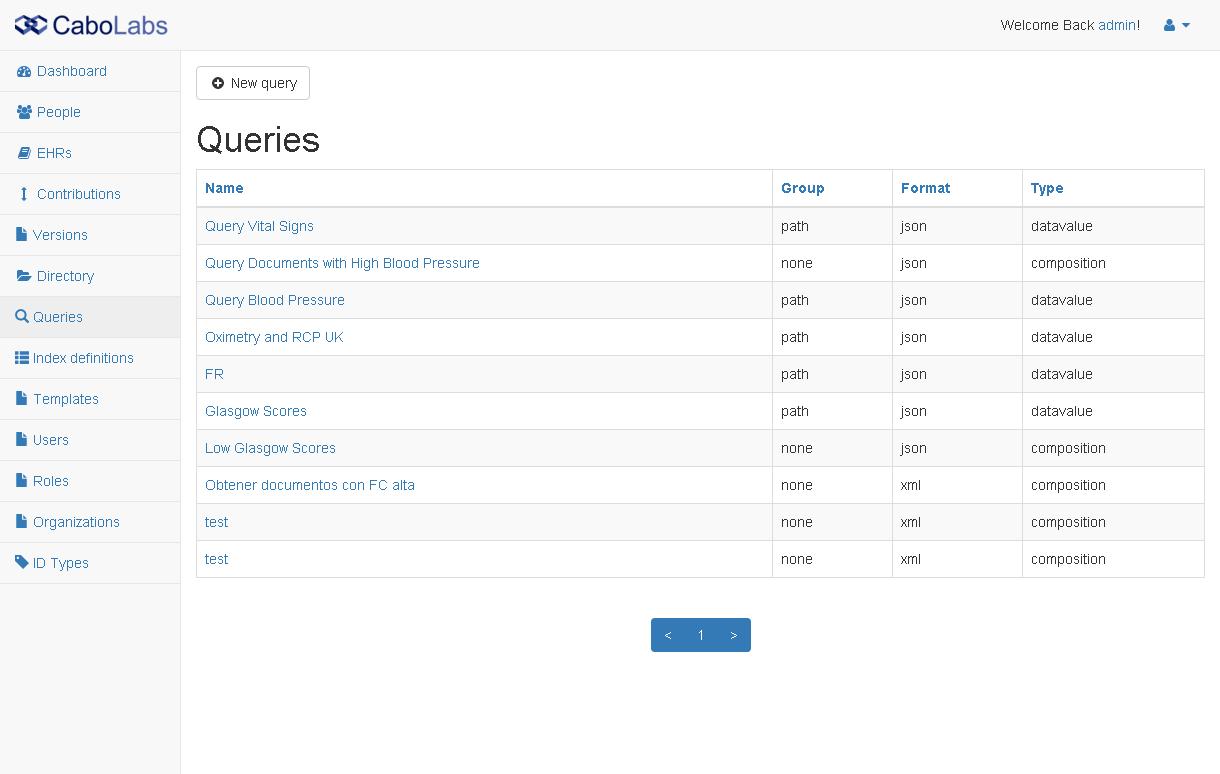 CaboLabs
Welcome Back admin!
Dashboard
People
EHRs
Contributions
Versions
Directory
Queries
Index definitions
Templates
Users
Roles
Organizations
ID Types
New query
Queries
Name Group Format Type
Query Vital Signs path json datavalue
Query Documents with High Blood Pressure none json composition
Query Blood Pressure path json datavalue
Oximetry and RCP UK path json datavalue
FR path json datavalue
Glasgow Scores path json datavalue
Low Glasgow Scores none json composition
Obtener documentos con FC alta none xml composition
test none xml composition
test none xml composition
< 1 >